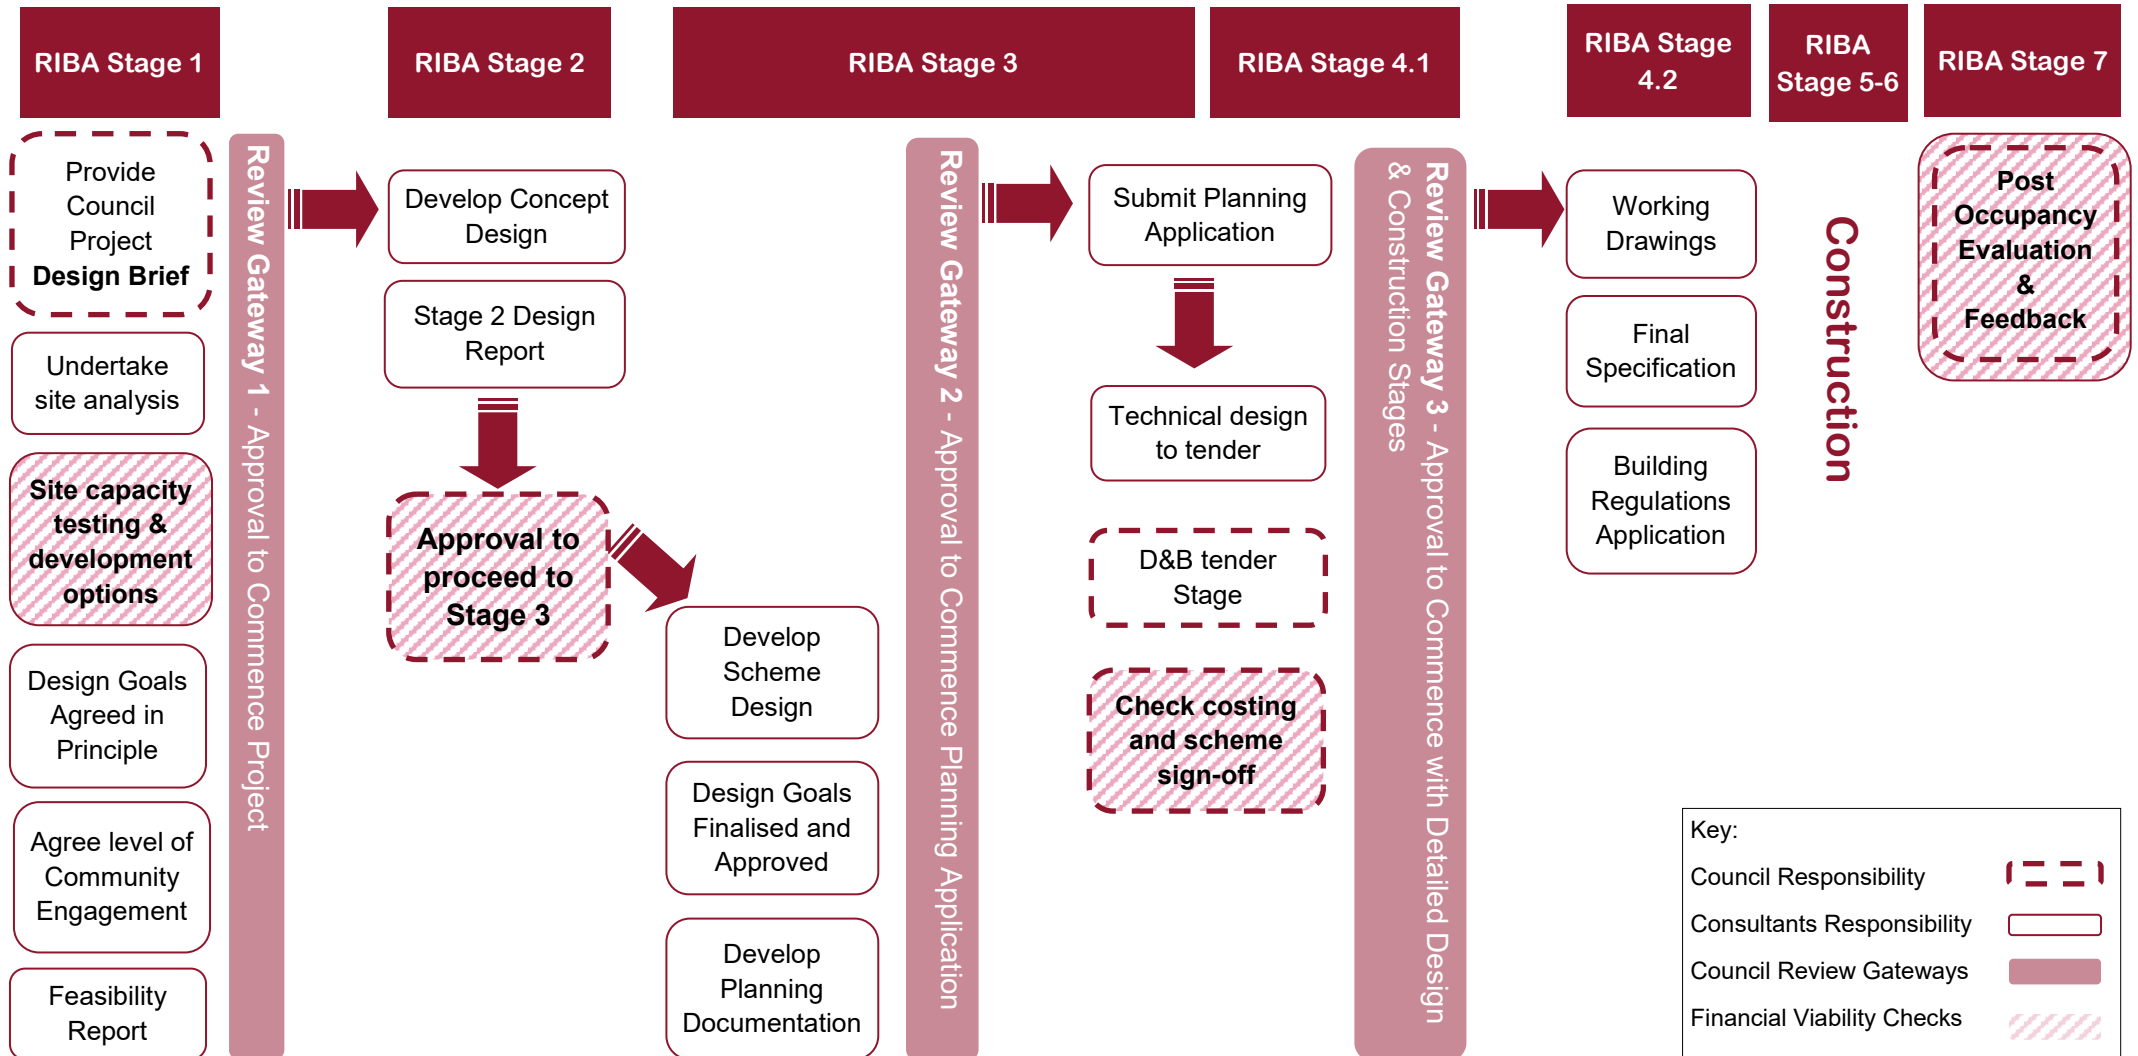 RIBA Stage 1
RIBA Stage 2
RIBA Stage 3
RIBA Stage 4.1
RIBA Stage
4.2
RIBA
Stage 5-6
RIBA Stage 7
Provide
Council
Project
Design Brief
Undertake
site analysis
Site capacity
testing &
development
options
Design Goals
Agreed in
Principle
Agree level of
Community
Engagement
Feasibility
Report
Review Gateway 1 - Approval to Commence Project
Develop Concept
Design
Stage 2 Design
Report
Approval to
proceed to
Stage 3
Develop
Scheme
Design
Design Goals
Finalised and
Approved
Develop
Planning
Documentation
Review Gateway 2 - Approval to Commence Planning Application
Submit Planning
Application
Technical design
to tender
D&B tender
Stage
Check costing
and scheme
sign-off
Review Gateway 3 - Approval to Commence with Detailed Design
& Construction Stages
Working
Drawings
Final
Specification
Building
Regulations
Application
Construction
Post
Occupancy
Evaluation
&
Feedback
Key:
Council Responsibility
Consultants Responsibility
Council Review Gateways
Financial Viability Checks